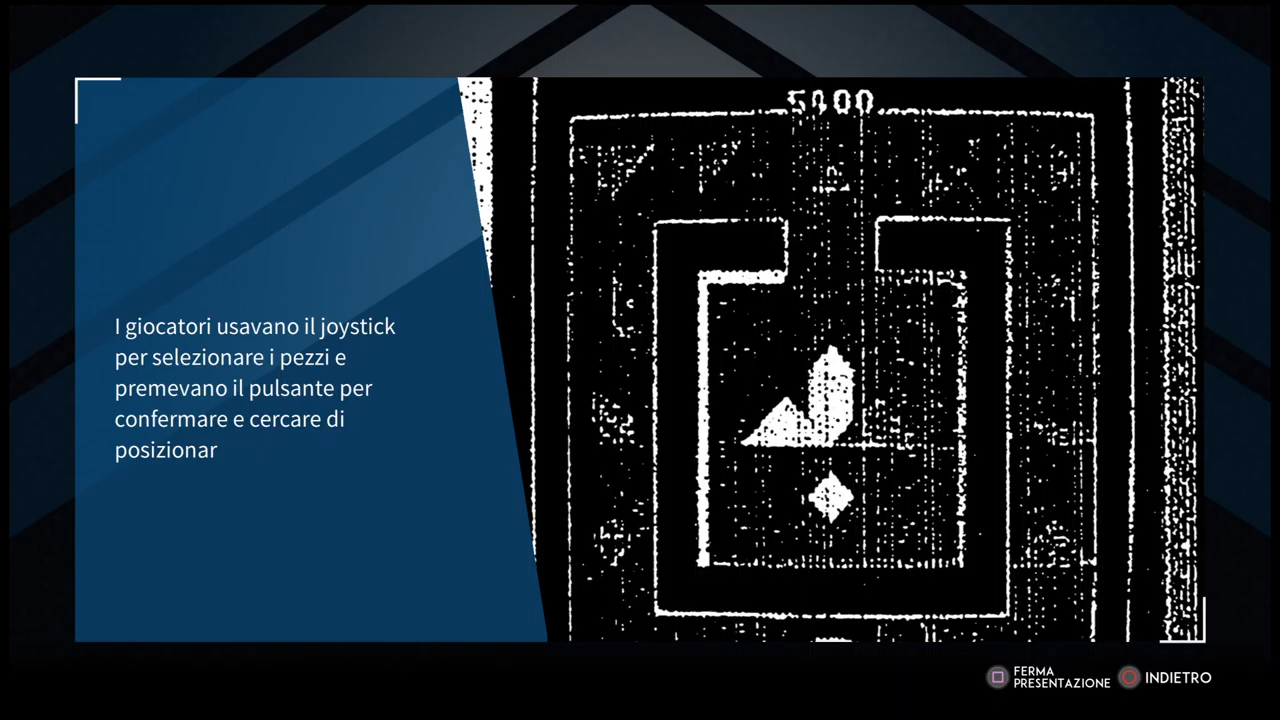 5800
I giocatori usavano il joystick
per selezionare i pezzi e
premevano il pulsante per
confermare e cercare di
posizionar
FERMA
PRESENTAZIONE
INDIETRO